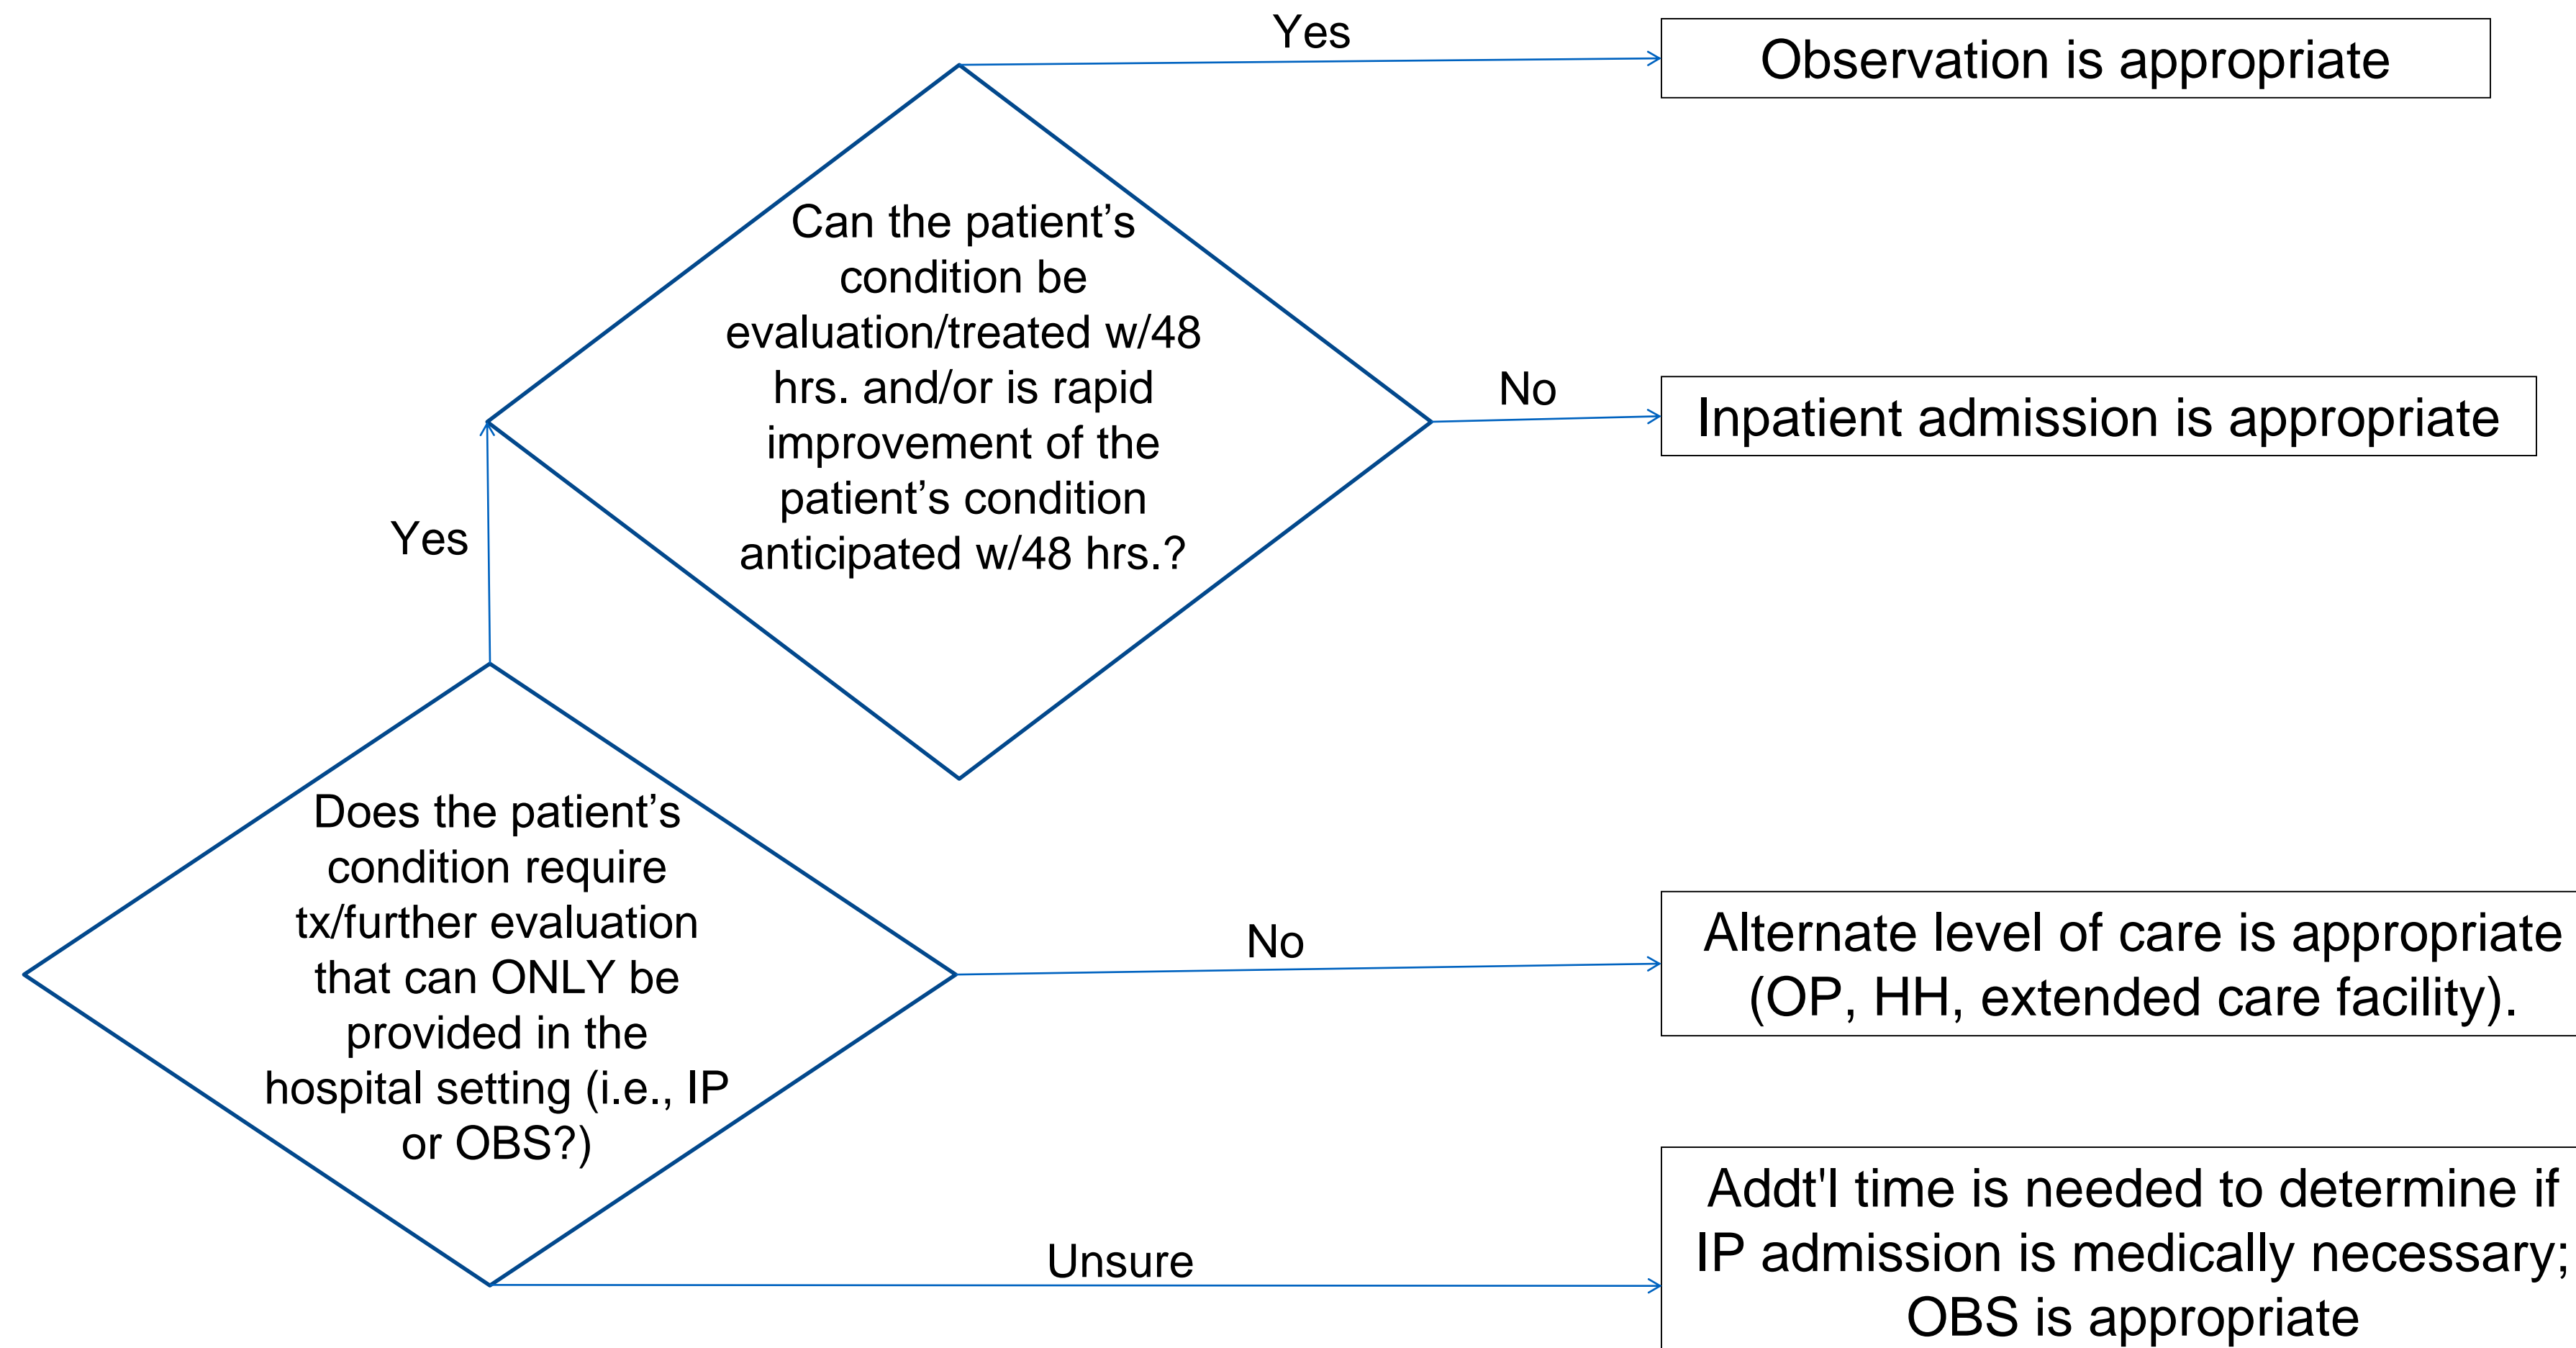 Yes
Observation is appropriate
Can the patient’s
condition be
evaluation/treated w/48
hrs. and/or is rapid
improvement of the
patient’s condition
anticipated w/48 hrs.?
No
Inpatient admission is appropriate
Yes
Does the patient’s
condition require
tx/further evaluation
that can ONLY be
provided in the
hospital setting (i.e., IP
or OBS?)
No
Alternate level of care is appropriate
(OP, HH, extended care facility).
Unsure
Addt'l time is needed to determine if
IP admission is medically necessary;
OBS is appropriate